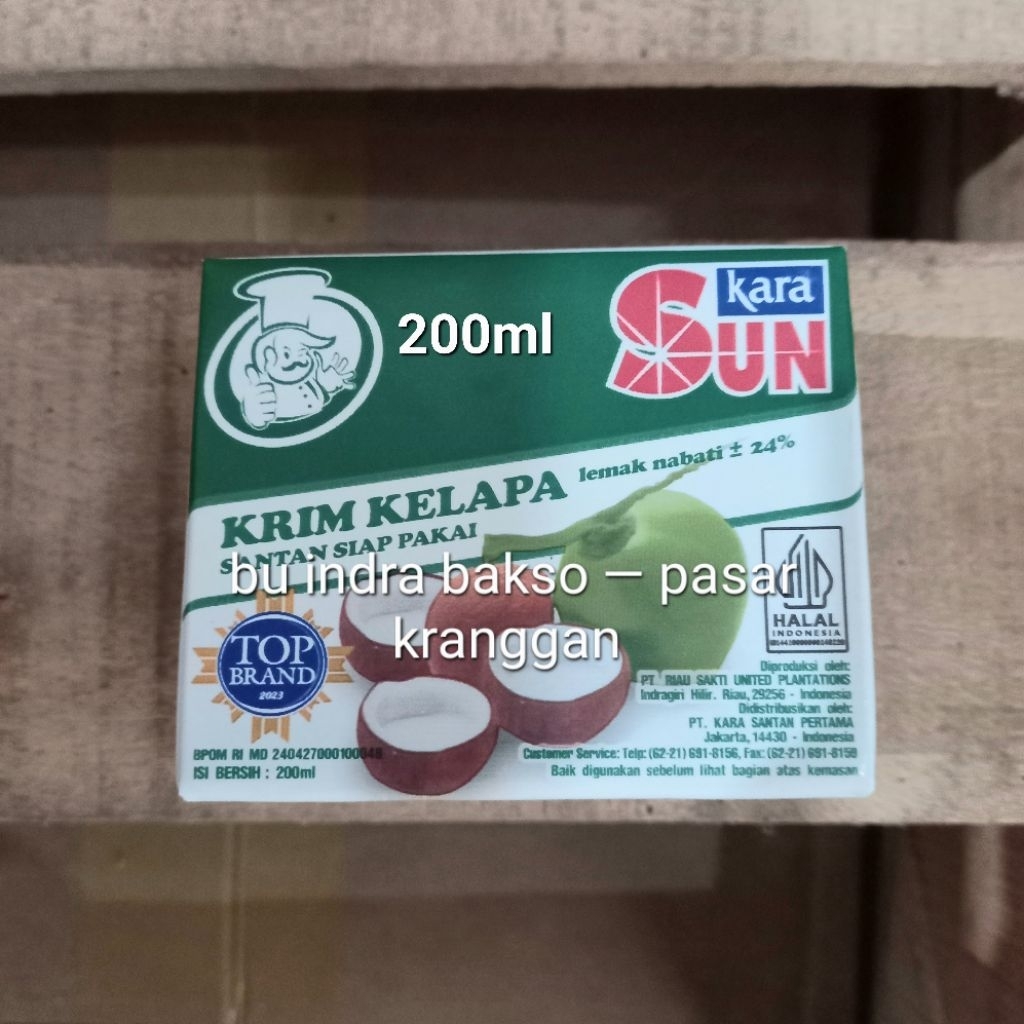 kara
SUN
200ml
lemak nabati ± 24%
KRIM KELAPA
SANTAN SIAP PAKAI
bu indra bakso — pasar
kranggan
HALAL
INDONESIA
TOP
BRAND
2023
Diproduksi oleh:
PT. RIAU SAKTI UNITED PLANTATIONS
Indragiri Hilir. Riau, 29256 - Indonesia
Didistribusikan oleh:
PT. KARA SANTAN PERTAMA
Jakarta, 14430 - Indonesia
BPOM RI MD
ISI BERSIH : 200ml
Customer Service: Telp: (62-21) 691-8156, Fax: (62-21) 691-8159
Baik digunakan sebelum lihat bagian atas kemasan